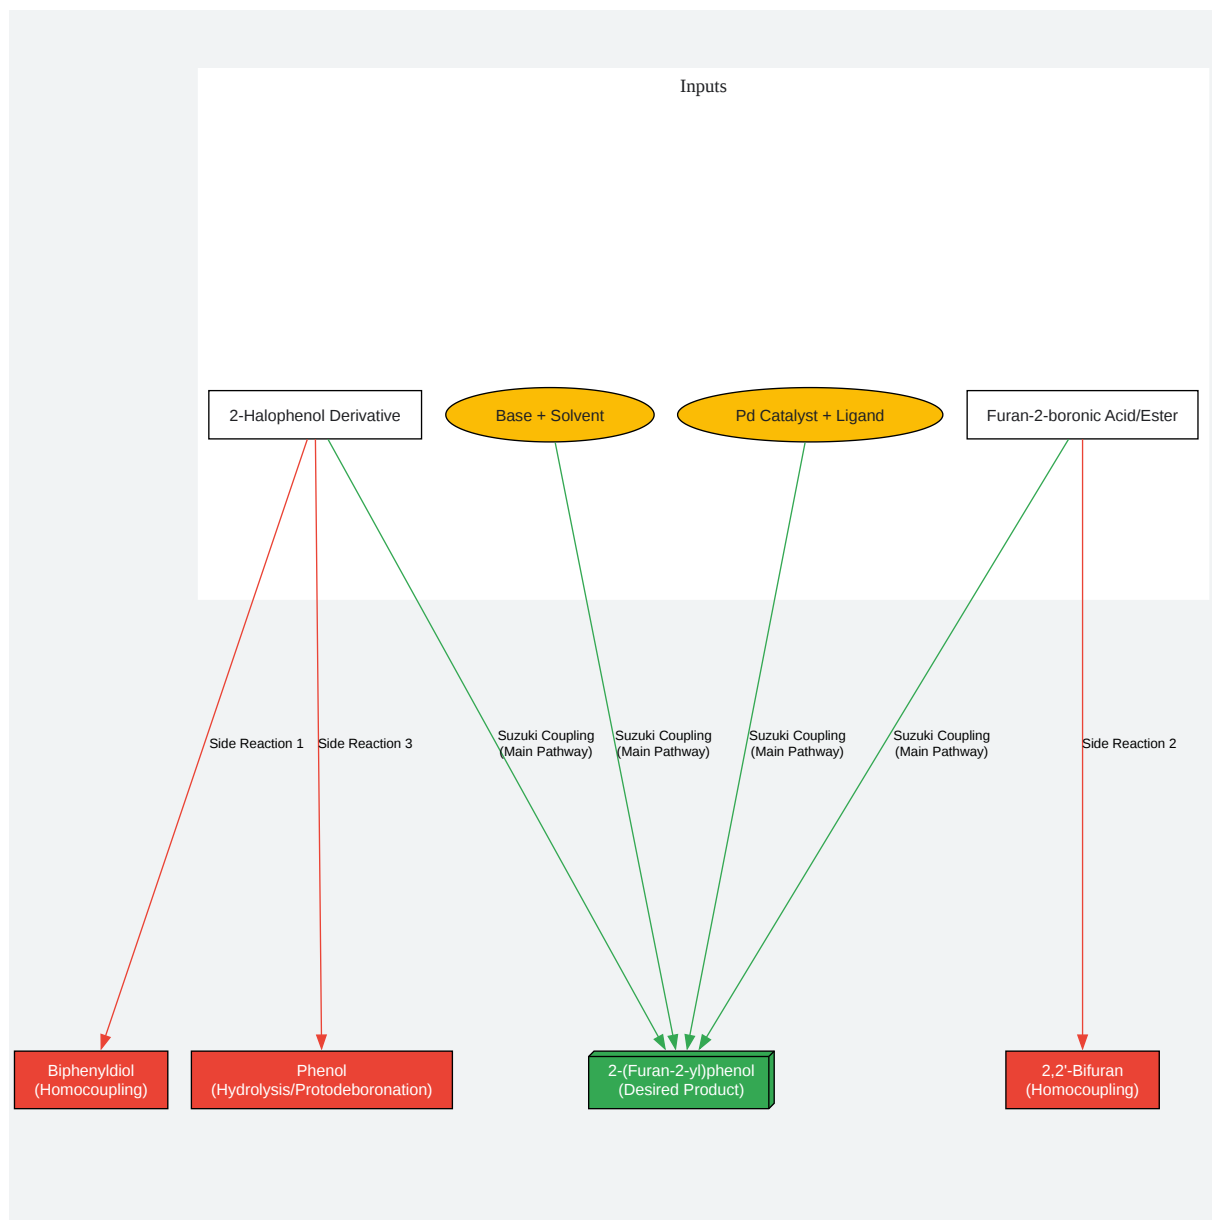 Inputs
2-Halophenol Derivative
Base + Solvent
Pd Catalyst + Ligand
Furan-2-boronic Acid/Ester
Side Reaction 1
Side Reaction 3
Suzuki Coupling
(Main Pathway)
Suzuki Coupling
(Main Pathway)
Suzuki Coupling
(Main Pathway)
Suzuki Coupling
(Main Pathway)
Side Reaction 2
Biphenyldiol
(Homocoupling)
Phenol
(Hydrolysis/Protodeboronation)
2-(Furan-2-yl)phenol
(Desired Product)
2,2'-Bifuran
(Homocoupling)